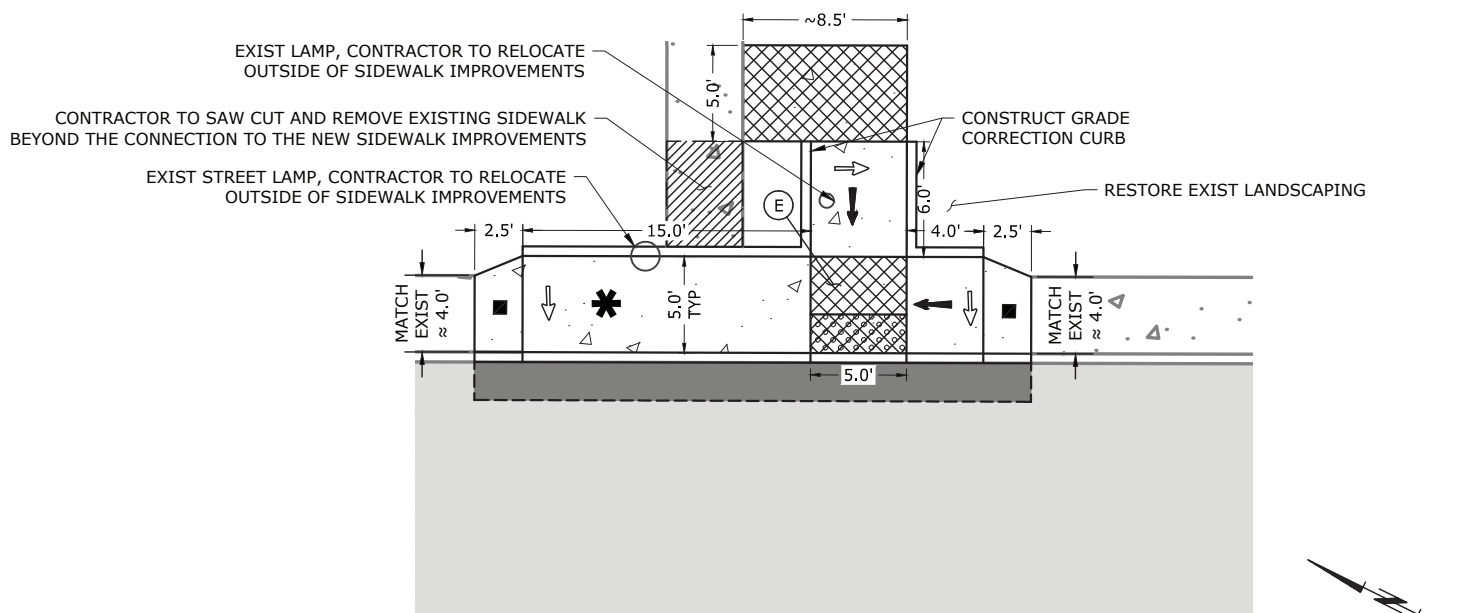 ~8.5'
EXIST LAMP, CONTRACTOR TO RELOCATE
OUTSIDE OF SIDEWALK IMPROVEMENTS
5.0'
CONTRACTOR TO SAW CUT AND REMOVE EXISTING SIDEWALK
BEYOND THE CONNECTION TO THE NEW SIDEWALK IMPROVEMENTS
CONSTRUCT GRADE
CORRECTION CURB
EXIST STREET LAMP, CONTRACTOR TO RELOCATE
OUTSIDE OF SIDEWALK IMPROVEMENTS
RESTORE EXIST LANDSCAPING
E
6.0'
2.5'
15.0'
4.0'
2.5'
MATCH
EXIST
≈ 4.0'
5.0'
TYP
MATCH
EXIST
≈ 4.0'
5.0'